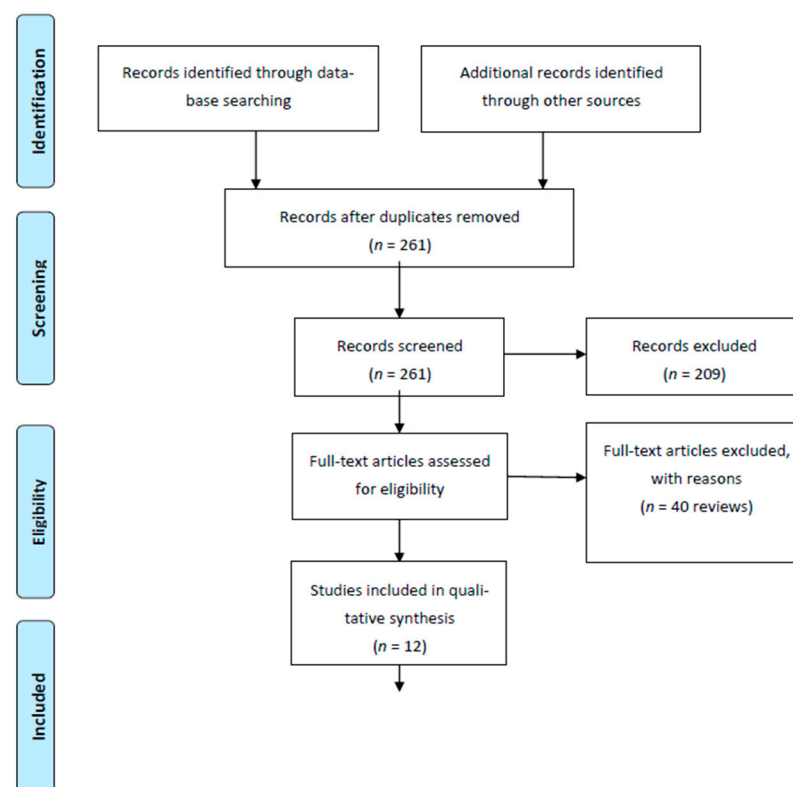 Identification
Records identified through data-
base searching
Additional records identified
through other sources
Records after duplicates removed
(n = 261)
Screening
Records screened
(n = 261)
Records excluded
(n = 209)
Eligibility
Full-text articles assessed
for eligibility
Full-text articles excluded,
with reasons
(n = 40 reviews)
Studies included in quali-
tative synthesis
(n = 12)
Included